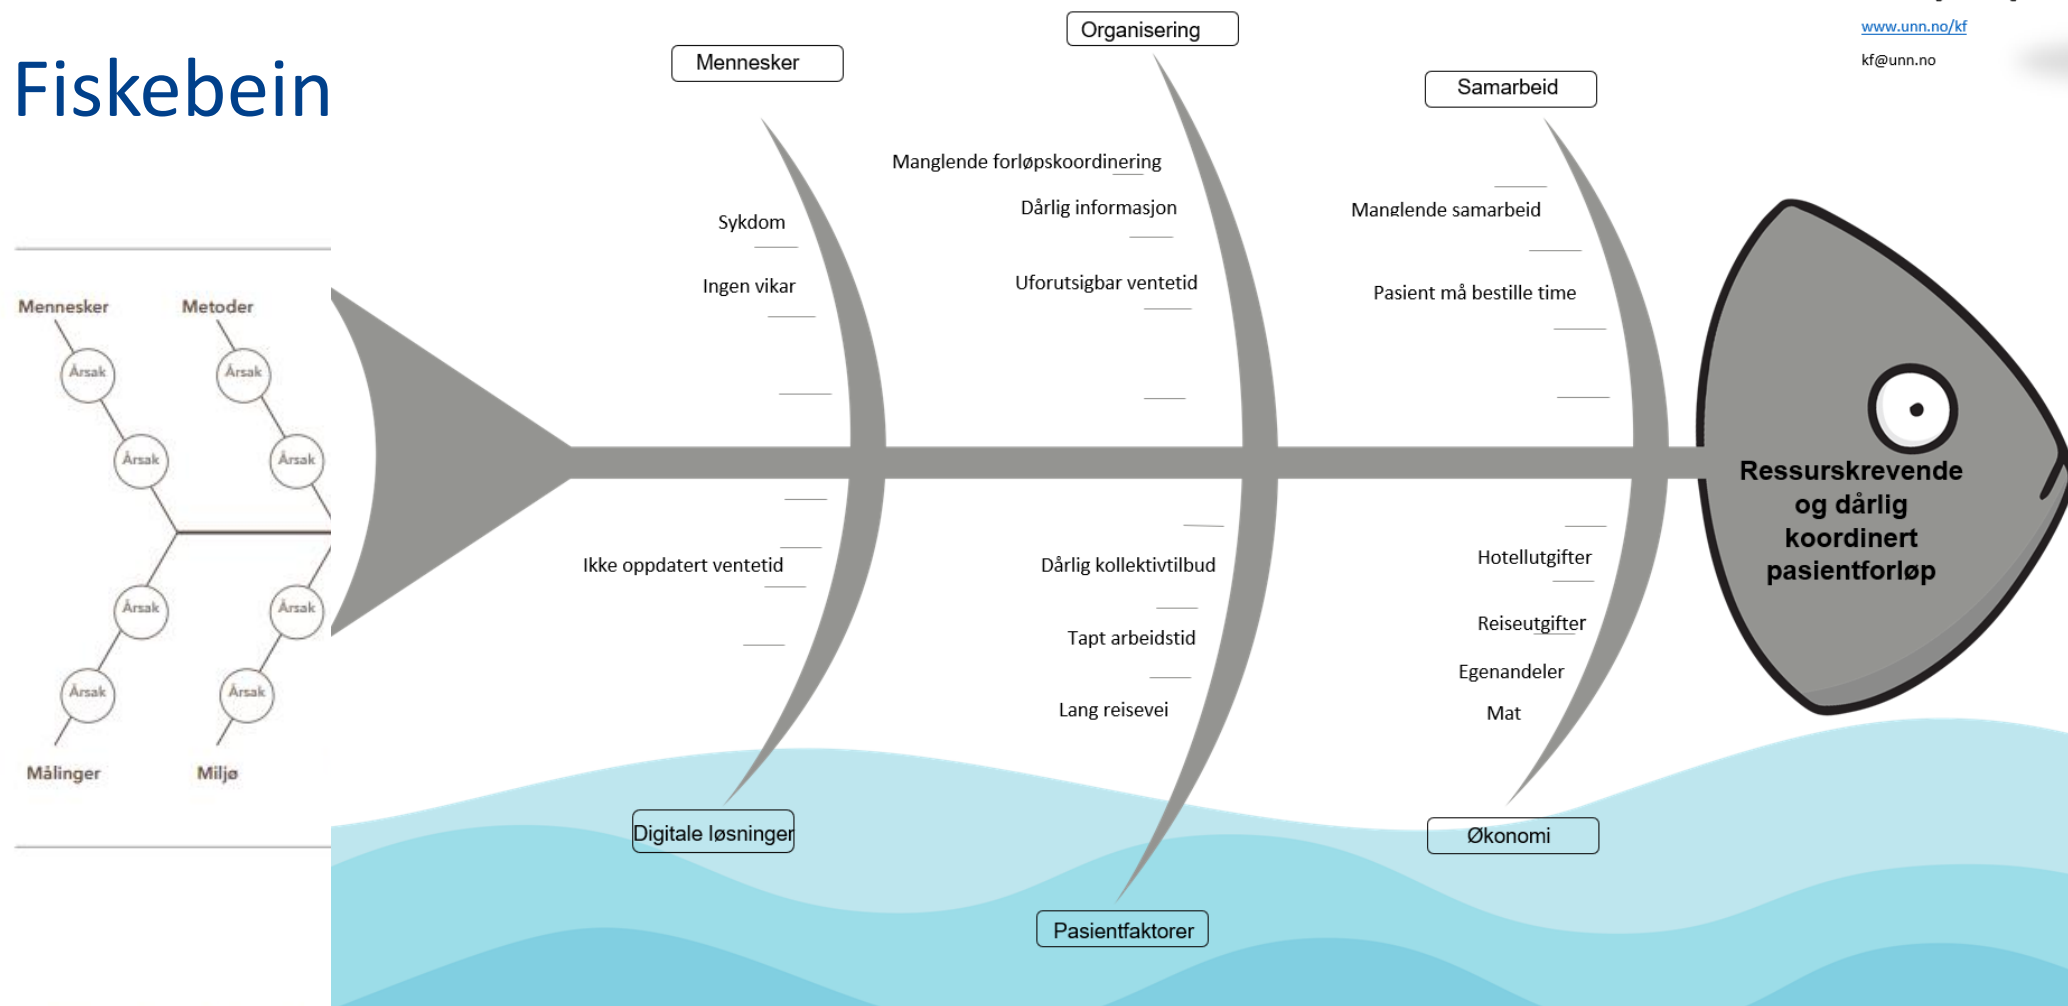 www.unn.no/kf
kf@unn.no
Fiskebein
Mennesker
Organisering
Samarbeid
Sykdom
Ingen vikar
Manglende forløpskoordinering
Dårlig informasjon
Uforutsigbar ventetid
Manglende samarbeid
Pasient må bestille time
Ressurskrevende
og dårlig
koordinert
pasientforløp
Ikke oppdatert ventetid
Dårlig kollektivtilbud
Tapt arbeidstid
Lang reisevei
Hotellutgifter
Reiseutgifter
Egenandeler
Mat
Digitale løsninger
Pasientfaktorer
Økonomi
Mennesker
Metoder
Årsak
Årsak
Årsak
Årsak
Årsak
Årsak
Årsak
Årsak
Målinger
Miljø